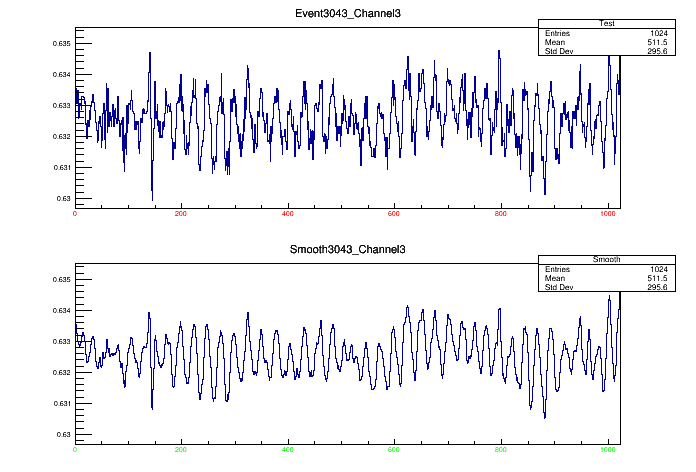 Event3043_Channel3
Test
Entries 1024
Mean 511.5
Std Dev 295.6
0.635
0.634
0.633
0.632
0.631
0.63
0 200 400 600 800 1000
Smooth3043_Channel3
Smooth
Entries 1024
Mean 511.5
Std Dev 295.6
0.635
0.634
0.633
0.632
0.631
0.63
0 200 400 600 800 1000